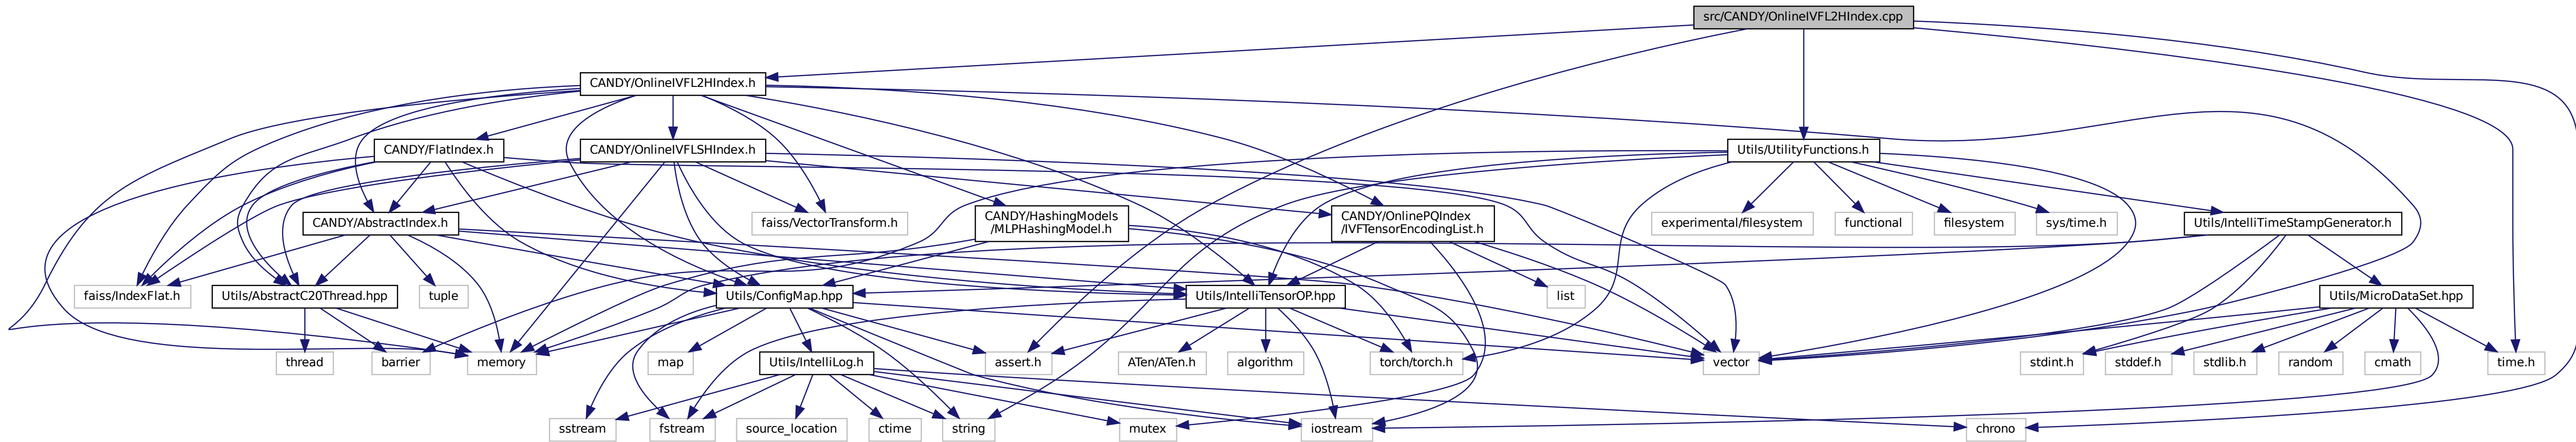 src/CANDY/OnlineIVFL2HIndex.cpp
CANDY/OnlineIVFL2HIndex.h
CANDY/FlatIndex.h
CANDY/OnlineIVFLSHIndex.h
Utils/UtilityFunctions.h
CANDY/AbstractIndex.h
faiss/VectorTransform.h
CANDY/HashingModels
/MLPHashingModel.h
CANDY/OnlinePQIndex
/IVFTensorEncodingList.h
experimental/filesystem
functional
filesystem
sys/time.h
Utils/IntelliTimeStampGenerator.h
faiss/IndexFlat.h
Utils/AbstractC20Thread.hpp
tuple
Utils/ConfigMap.hpp
Utils/IntelliTensorOP.hpp
list
Utils/MicroDataSet.hpp
thread
barrier
memory
map
Utils/IntelliLog.h
assert.h
ATen/ATen.h
algorithm
torch/torch.h
vector
stdint.h
stddef.h
stdlib.h
random
cmath
time.h
sstream
fstream
source_location
ctime
string
mutex
iostream
chrono